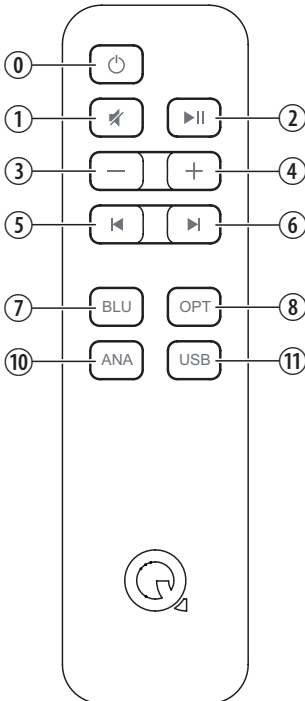 ⓪
① ②
③ − + ④
⑤ ⑥
⑦ BLU OPT ⑧
⑩ ANA USB ⑪